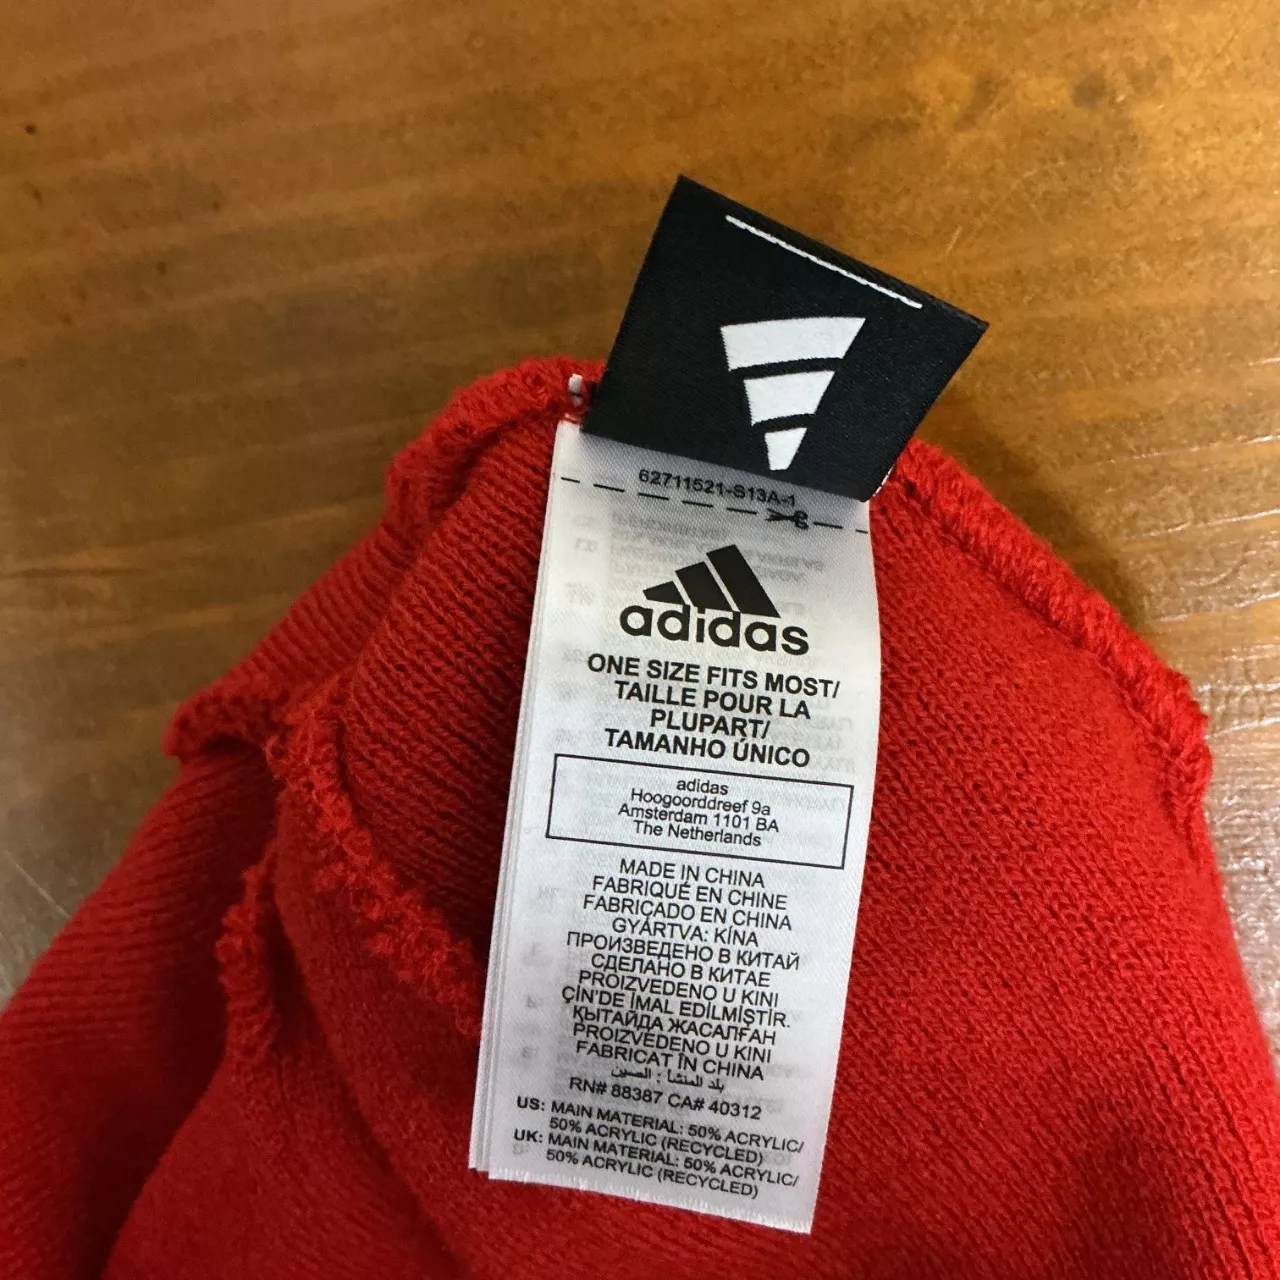 62711521-S13A-1
adidas
ONE SIZE FITS MOST/
TAILLE POUR LA
PLUPART/
TAMANHO ÚNICO
adidas
Hoogoorddreef 9a
Amsterdam 1101 BA
The Netherlands
MADE IN CHINA
FABRIQUÉ EN CHINE
FABRICADO EN CHINA
GYÁRTVA: KÍNA
ПРОИЗВЕДЕНО В КИТАЙ
СДЕЛАНО В КИТАЕ
PROIZVEDENO U KINI
ÇİN'DE İMAL EDİLMİŞTİR.
ҚЫТАЙДА ЖАСАЛҒАН
PROIZVEDENO U KINI
FABRICAT ÎN CHINA
بلد المنشأ : الصين
RN# 88387 CA# 40312
US: MAIN MATERIAL: 50% ACRYLIC/
50% ACRYLIC (RECYCLED)
UK: MAIN MATERIAL: 50% ACRYLIC/
50% ACRYLIC (RECYCLED)